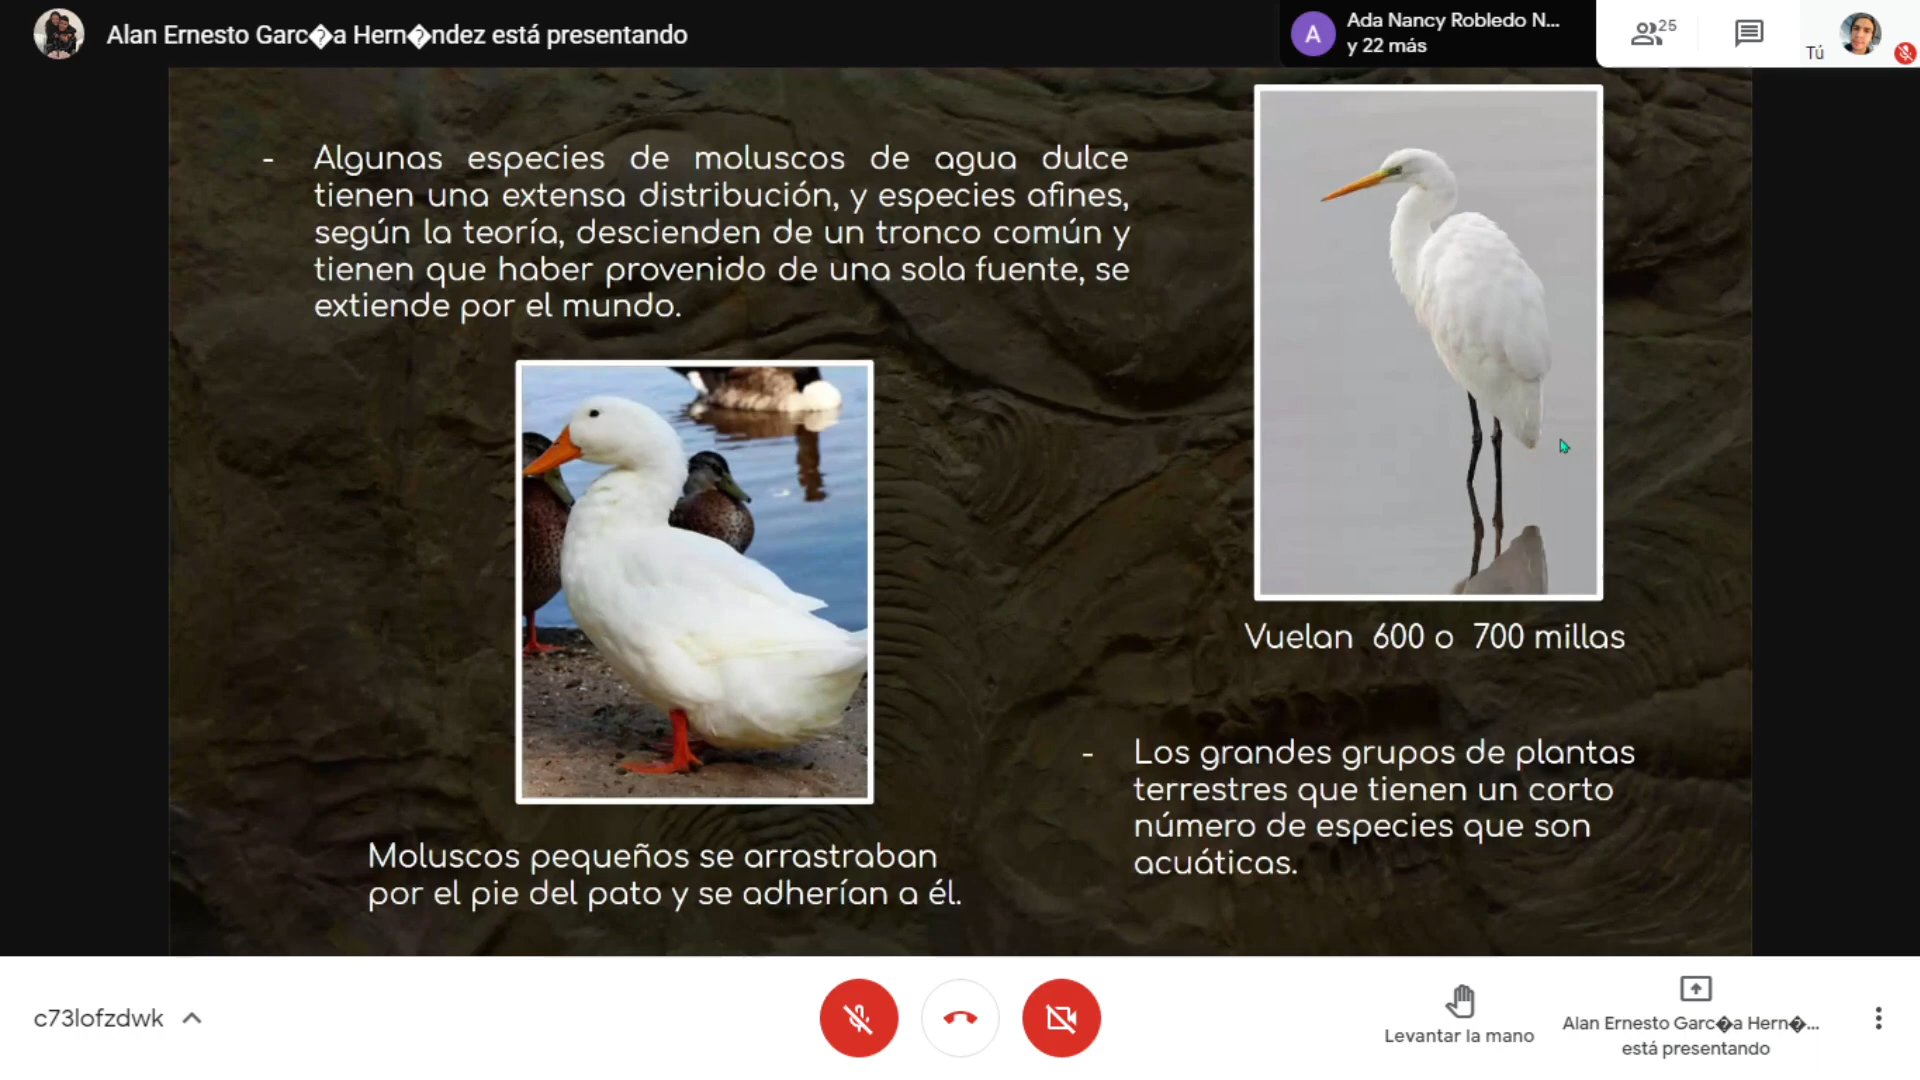 Alan Ernesto Garc�a Hern�ndez está presentando
A
Ada Nancy Robledo N...
y 22 más
25
Tú
- Algunas especies de moluscos de agua dulce
tienen una extensa distribución, y especies afines,
según la teoría, descienden de un tronco común y
tienen que haber provenido de una sola fuente, se
extiende por el mundo.
Vuelan 600 o 700 millas
- Los grandes grupos de plantas
terrestres que tienen un corto
número de especies que son
acuáticas.
Moluscos pequeños se arrastraban
por el pie del pato y se adherían a él.
c73lofzdwk
Levantar la mano
Alan Ernesto Garc�a Hern�...
está presentando